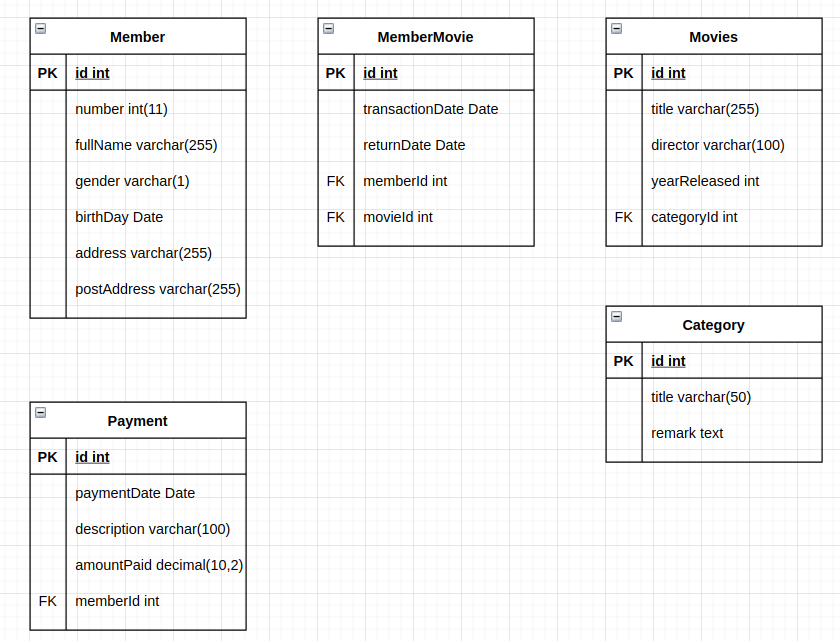 Member
PK id int
number int(11)
fullName varchar(255)
gender varchar(1)
birthDay Date
address varchar(255)
postAddress varchar(255)
MemberMovie
PK id int
transactionDate Date
returnDate Date
FK memberId int
FK movieId int
Movies
PK id int
title varchar(255)
director varchar(100)
yearReleased int
FK categoryId int
Category
PK id int
title varchar(50)
remark text
Payment
PK id int
paymentDate Date
description varchar(100)
amountPaid decimal(10,2)
FK memberId int